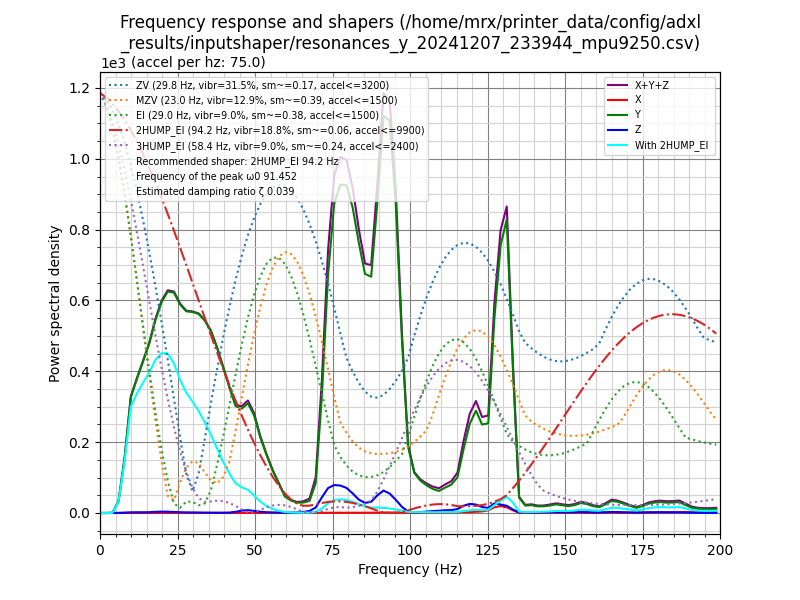 Frequency response and shapers (/home/mrx/printer_data/config/adxl
_results/inputshaper/resonances_y_20241207_233944_mpu9250.csv)
1e3 (accel per hz: 75.0)
ZV (29.8 Hz, vibr=31.5%, sm~=0.17, accel<=3200)
MZV (23.0 Hz, vibr=12.9%, sm~=0.39, accel<=1500)
EI (29.0 Hz, vibr=9.0%, sm~=0.38, accel<=1500)
2HUMP_EI (94.2 Hz, vibr=18.8%, sm~=0.06, accel<=9900)
3HUMP_EI (58.4 Hz, vibr=9.0%, sm~=0.24, accel<=2400)
Recommended shaper: 2HUMP_EI 94.2 Hz
Frequency of the peak ω0 91.452
Estimated damping ratio ζ 0.039
X+Y+Z
X
Y
Z
With 2HUMP_EI
Power spectral density
1.2
1.0
0.8
0.6
0.4
0.2
0.0
0
25
50
75
100
125
150
175
200
Frequency (Hz)